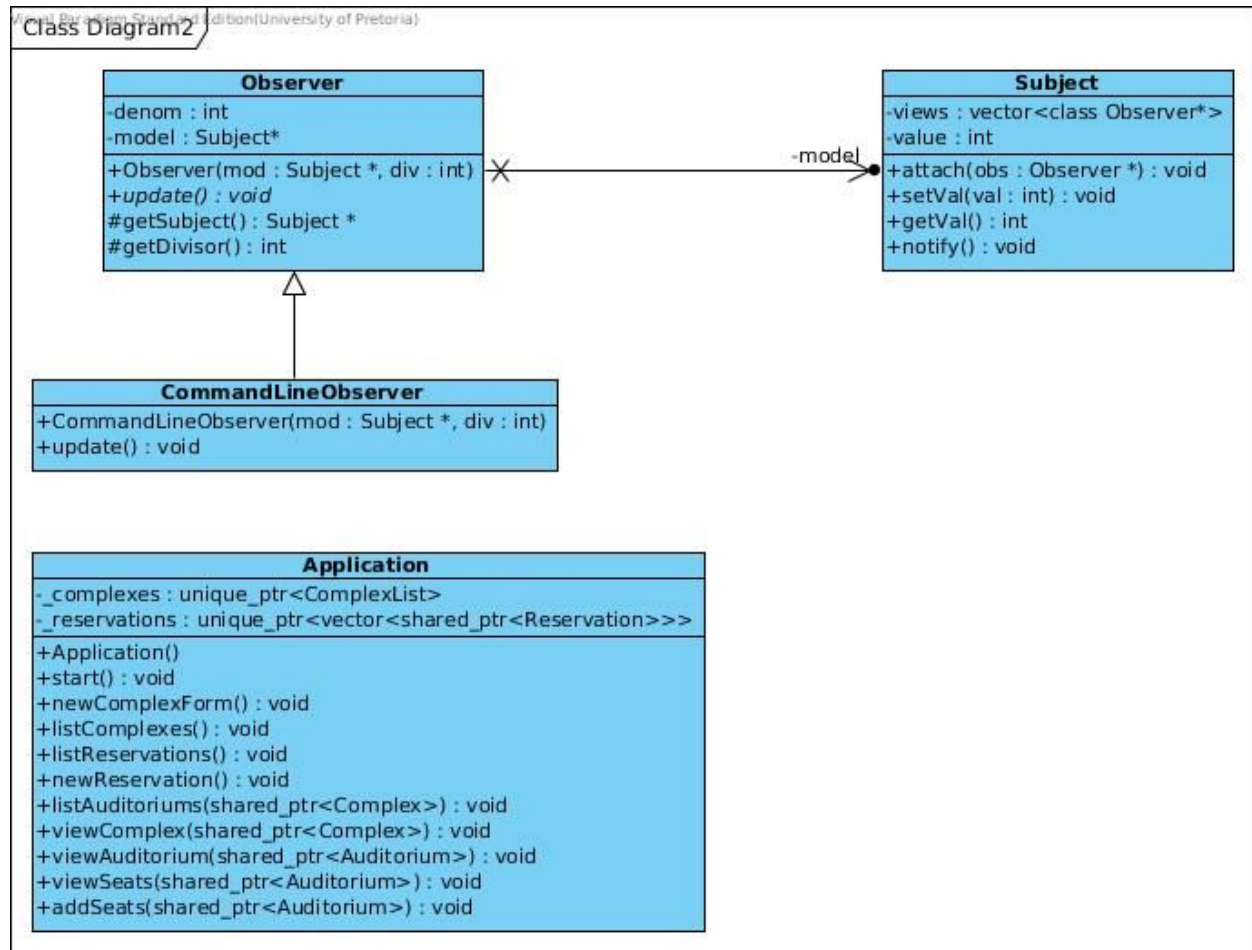 Visual Paradigm Standard Edition(University of Pretoria)
Class Diagram2
Observer
-denom : int
-model : Subject*
+Observer(mod : Subject *, div : int)
+update() : void
#getSubject() : Subject *
#getDivisor() : int
-model
Subject
-views : vector<class Observer*>
-value : int
+attach(obs : Observer *) : void
+setVal(val : int) : void
+getVal() : int
+notify() : void
CommandLineObserver
+CommandLineObserver(mod : Subject *, div : int)
+update() : void
Application
-_complexes : unique_ptr<ComplexList>
-_reservations : unique_ptr<vector<shared_ptr<Reservation>>>
+Application()
+start() : void
+newComplexForm() : void
+listComplexes() : void
+listReservations() : void
+newReservation() : void
+listAuditoriums(shared_ptr<Complex>) : void
+viewComplex(shared_ptr<Complex>) : void
+viewAuditorium(shared_ptr<Auditorium>) : void
+viewSeats(shared_ptr<Auditorium>) : void
+addSeats(shared_ptr<Auditorium>) : void